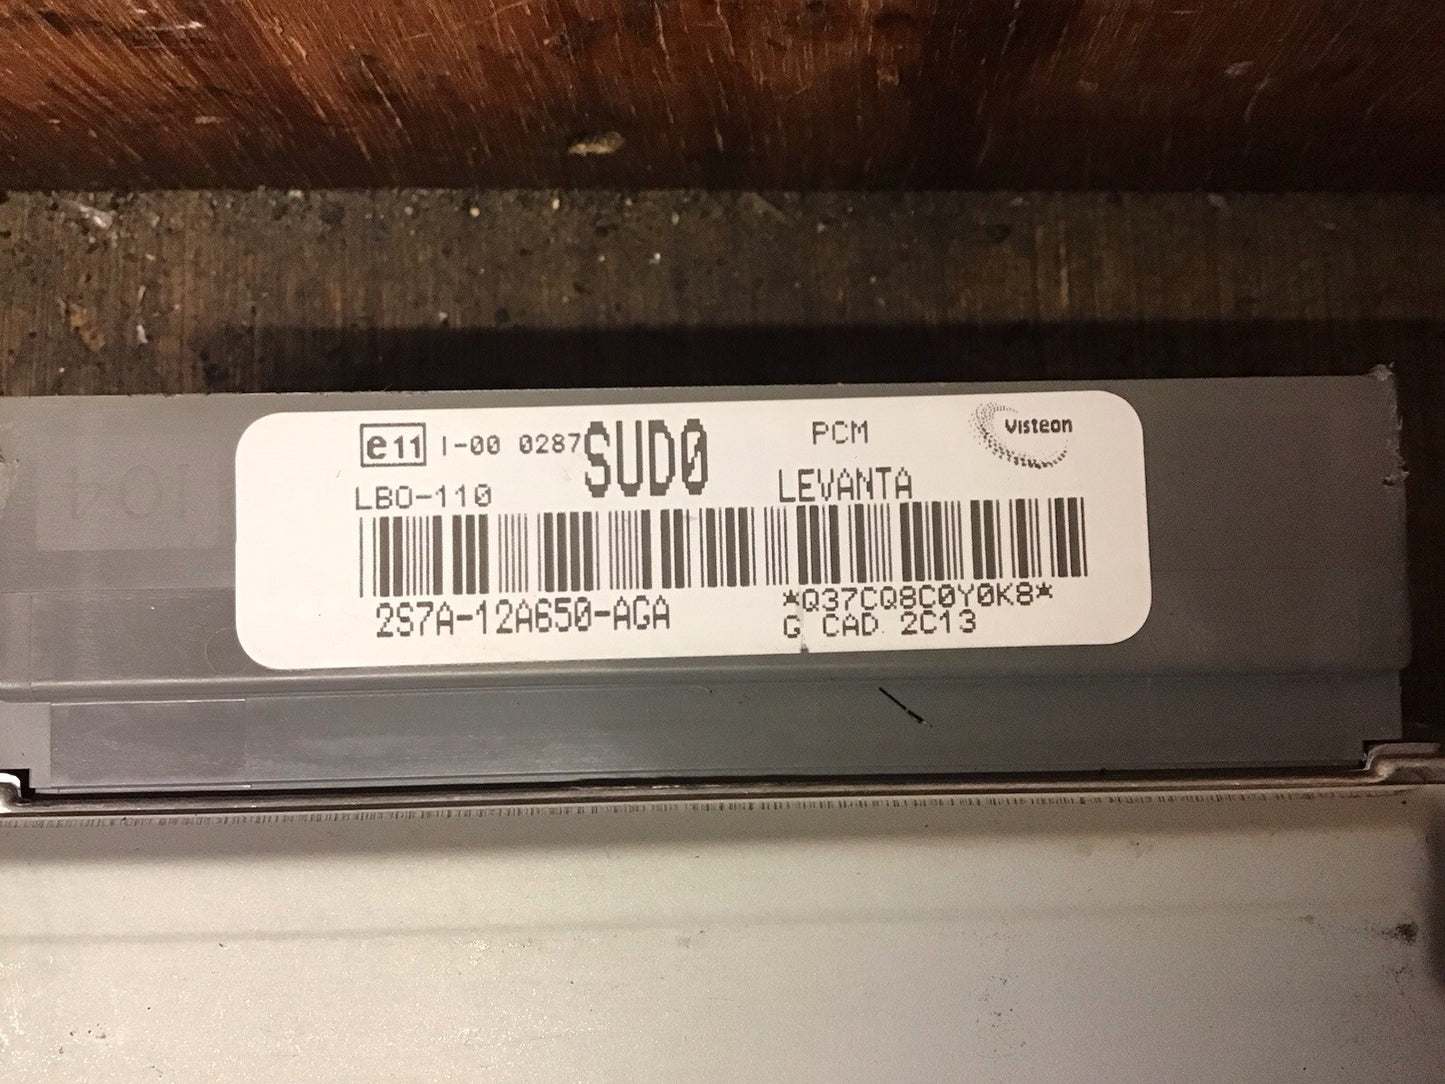 e11 I-00 0287 SUD0 PCM Visteon
LBO-110 LEVANTA
2S7A-12A650-AGA *Q37CQ8C0Y0K8*
G CAD 2C13